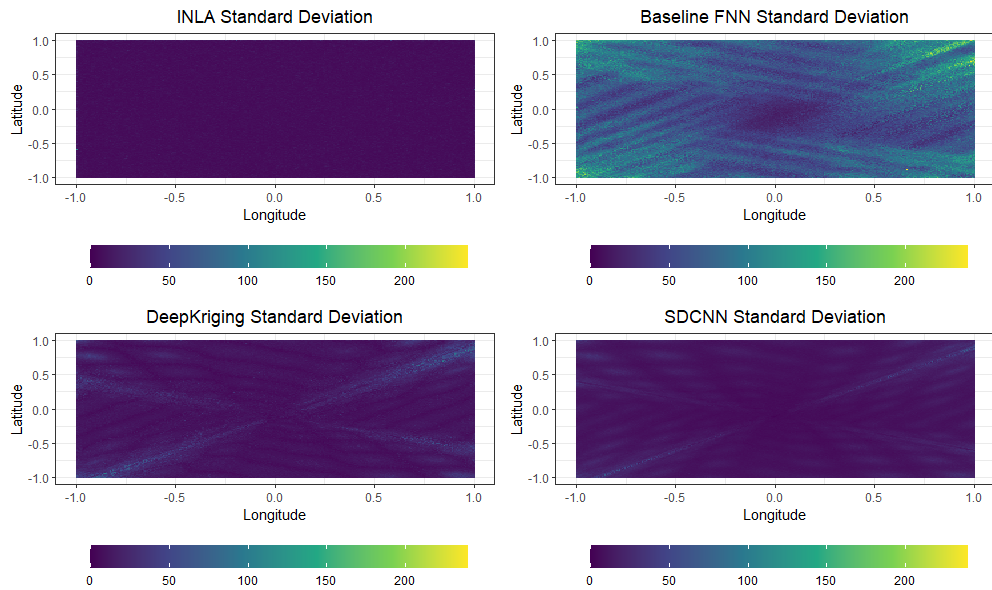 INLA Standard Deviation
1.0
0.5
0.0
-0.5
-1.0
Latitude
-1.0 -0.5 0.0 0.5 1.0
Longitude
0 50 100 150 200
Baseline FNN Standard Deviation
1.0
0.5
0.0
-0.5
-1.0
Latitude
-1.0 -0.5 0.0 0.5 1.0
Longitude
0 50 100 150 200
DeepKriging Standard Deviation
1.0
0.5
0.0
-0.5
-1.0
Latitude
-1.0 -0.5 0.0 0.5 1.0
Longitude
0 50 100 150 200
SDCNN Standard Deviation
1.0
0.5
0.0
-0.5
-1.0
Latitude
-1.0 -0.5 0.0 0.5 1.0
Longitude
0 50 100 150 200